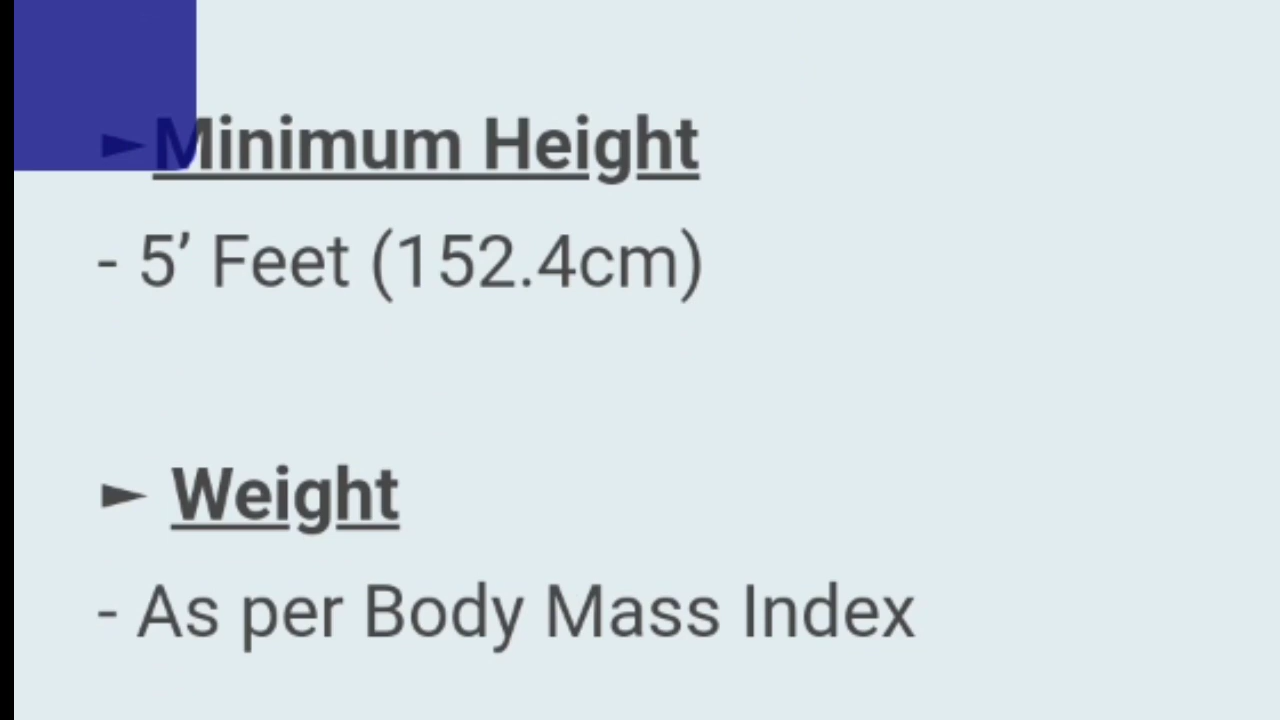 ►Minimum Height
- 5’ Feet (152.4cm)
► Weight
- As per Body Mass Index